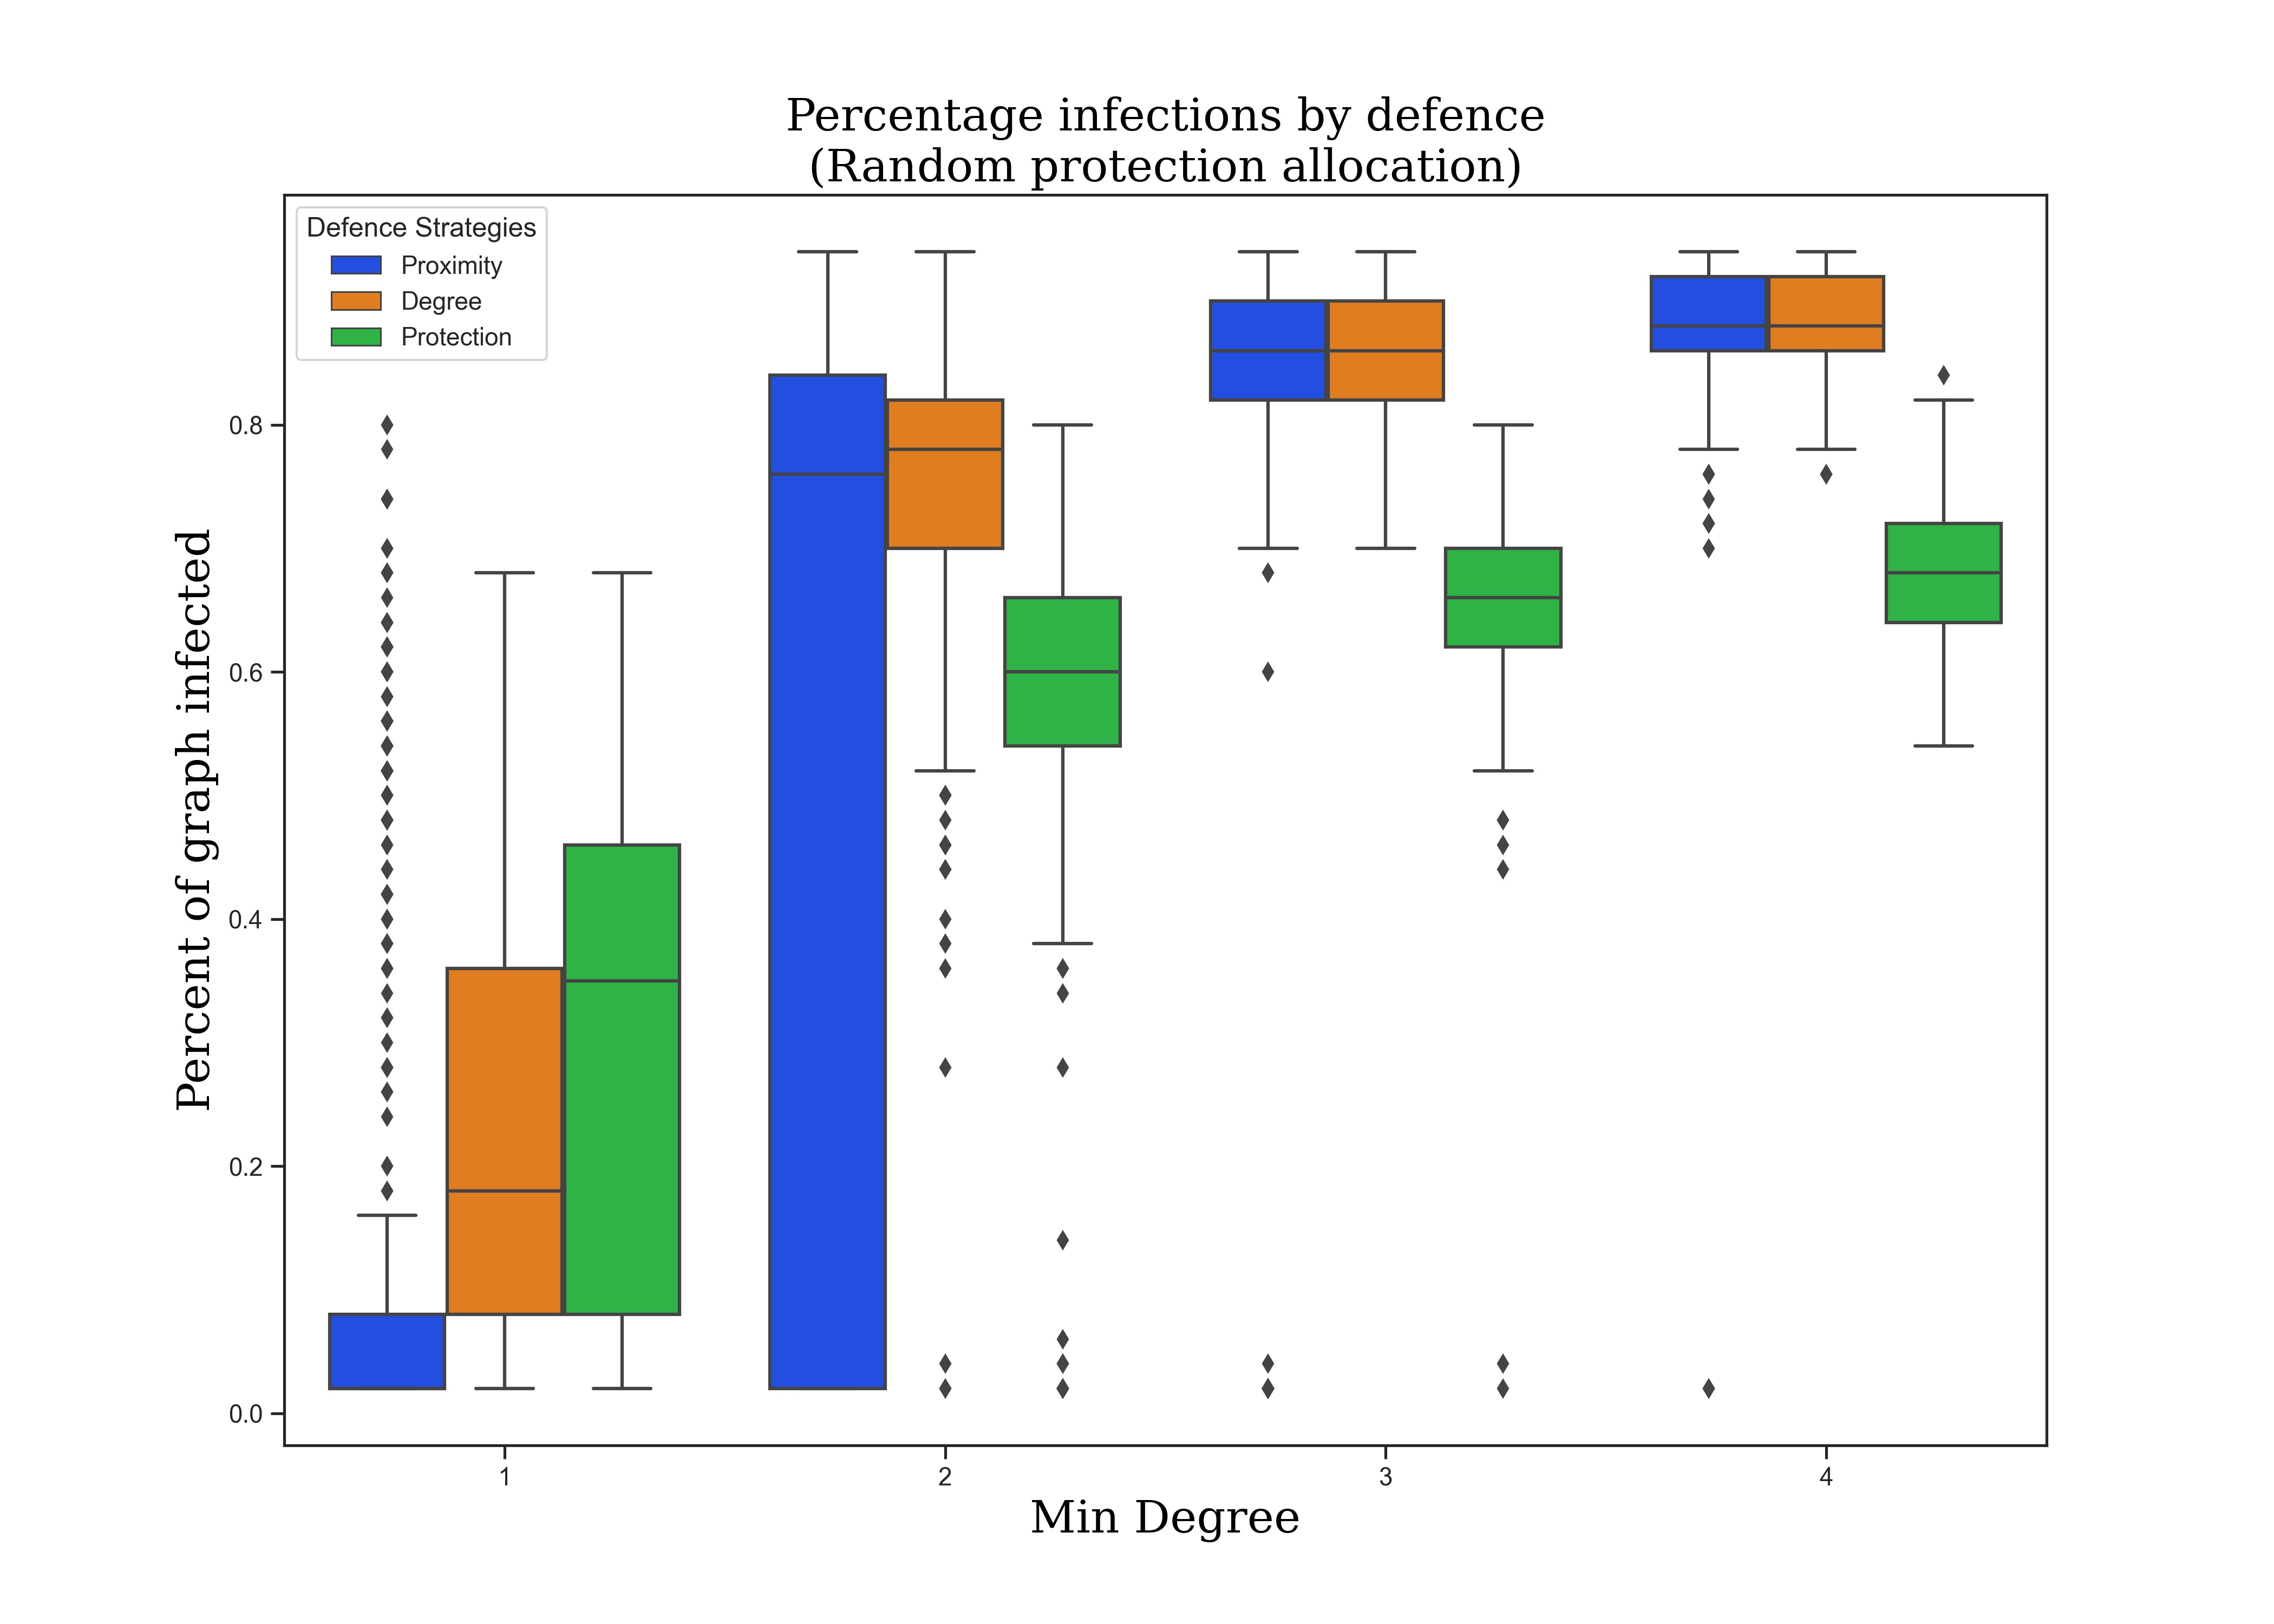 Percentage infections by defence
(Random protection allocation)
Defence Strategies
Proximity
Degree
Protection
Percent of graph infected
0.8
0.6
0.4
0.2
0.0
1
2
3
4
Min Degree